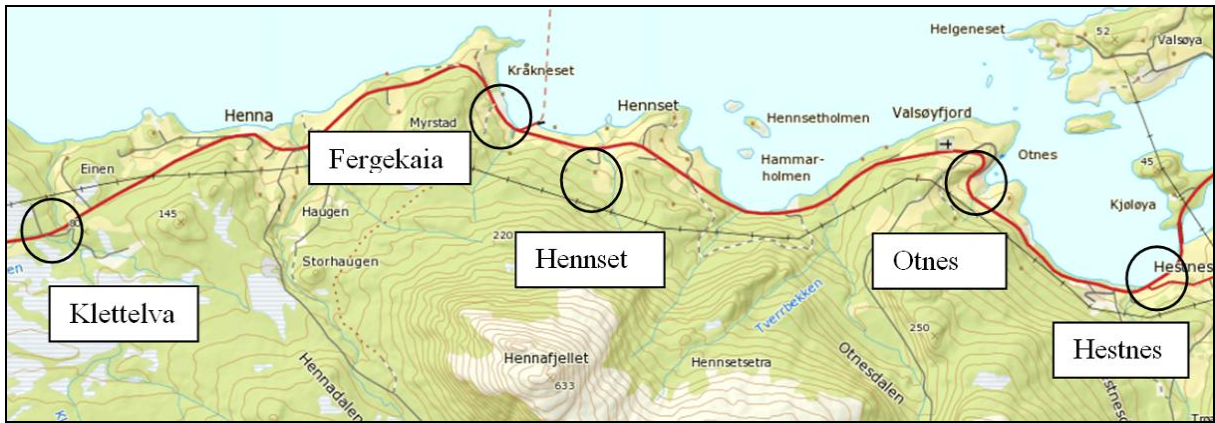 Helgeneset
52
Valsøya
Kråkneset
Henna
Myrstad
Hennset
Hennsetholmen
Valsøyfjord
Fergekaia
Einen
Hammar-
holmen
Otnes
45
Kjøløya
145
Haugen
220
Hennset
Otnes
Storhaugen
Hestnes
Klettelva
Tverrbekken
250
Hestnes
Hennafjellet
633
Hennsetsetra
Otnesdalen
Hennadalen